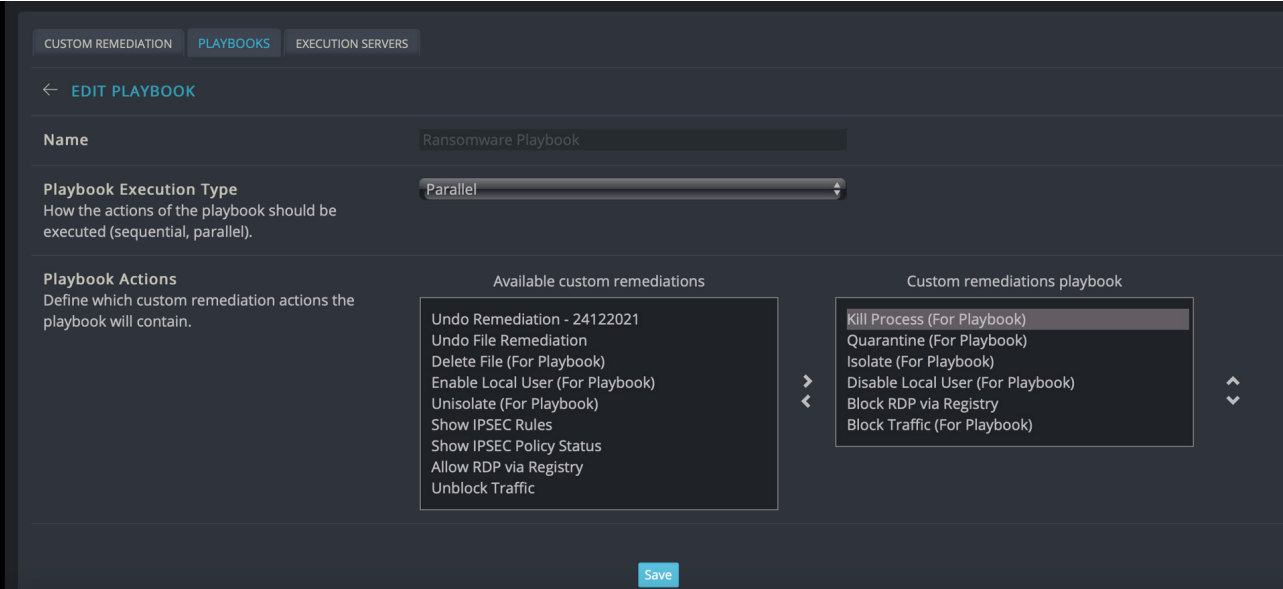 CUSTOM REMEDIATION PLAYBOOKS EXECUTION SERVERS
EDIT PLAYBOOK
Name
Ransomware Playbook
Playbook Execution Type
How the actions of the playbook should be
executed (sequential, parallel).
Parallel
Playbook Actions
Define which custom remediation actions the
playbook will contain.
Available custom remediations
Undo Remediation - 24122021
Undo File Remediation
Delete File (For Playbook)
Enable Local User (For Playbook)
Unisolate (For Playbook)
Show IPSEC Rules
Show IPSEC Policy Status
Allow RDP via Registry
Unblock Traffic
Custom remediations playbook
Kill Process (For Playbook)
Quarantine (For Playbook)
Isolate (For Playbook)
Disable Local User (For Playbook)
Block RDP via Registry
Block Traffic (For Playbook)
Save